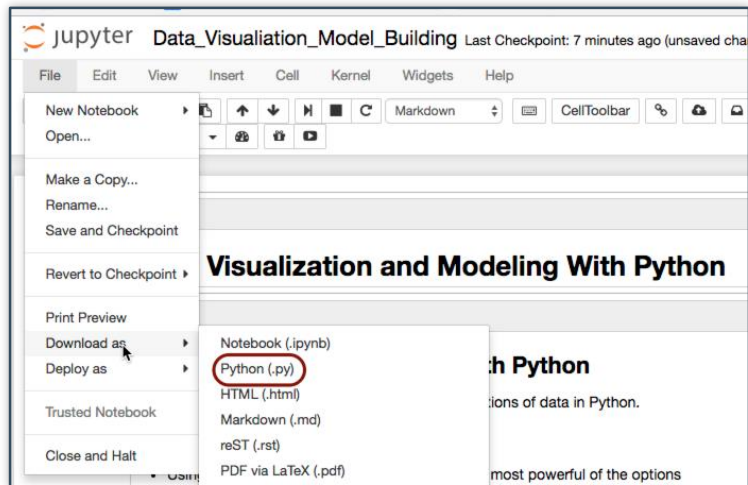 jupyter Data_Visualiation_Model_Building Last Checkpoint: 7 minutes ago (unsaved cha
File Edit View Insert Cell Kernel Widgets Help
Markdown CellToolbar
New Notebook
Open...
Make a Copy...
Rename...
Save and Checkpoint
Revert to Checkpoint
Print Preview
Download as
Deploy as
Trusted Notebook
Close and Halt
Notebook (.ipynb)
Python (.py)
HTML (.html)
Markdown (.md)
reST (.rst)
PDF via LaTeX (.pdf)
Visualization and Modeling With Python
h Python
ions of data in Python.
most powerful of the options